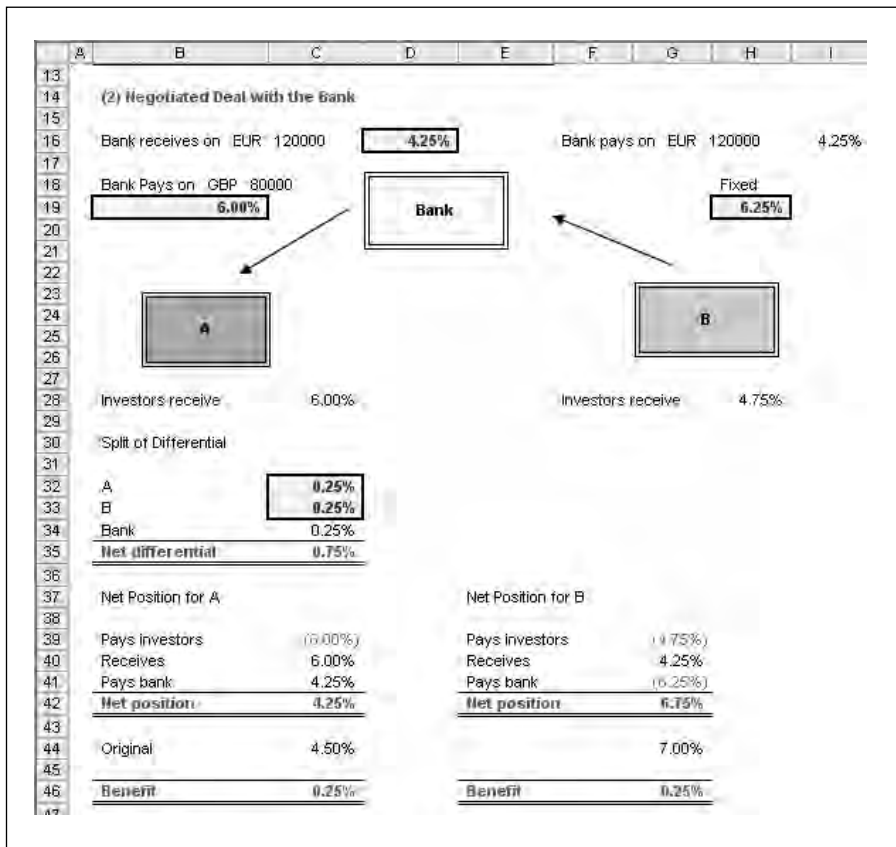 A B C D E F G H I
13
14 (2) Negotiated Deal with the Bank
15
16 Bank receives on EUR 120000 4.25% Bank pays on EUR 120000 4.25%
17
18 Bank Pays on GBP 80000 Fixed
19 6.00% Bank 6.25%
20
21
22
23
24 B
25 A
26
27
28 Investors receive 6.00% Investors receive 4.75%
29
30 Split of Differential
31
32 A 0.25%
33 B 0.25%
34 Bank 0.25%
35 Net differential 0.75%
36
37 Net Position for A Net Position for B
38
39 Pays investors (6.00%) Pays investors (4.75%)
40 Receives 6.00% Receives 4.25%
41 Pays bank 4.25% Pays bank (6.25%)
42 Net position 4.25% Net position 6.75%
43
44 Original 4.50% 7.00%
45
46 Benefit 0.25% Benefit 0.25%
47